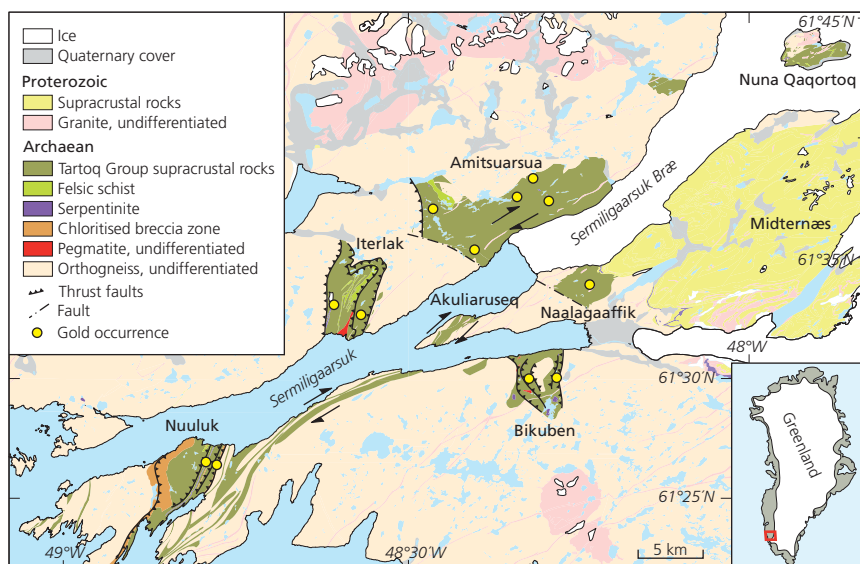 Ice
Quaternary cover
Proterozoic
Supracrustal rocks
Granite, undifferentiated
Archaean
Tartoq Group supracrustal rocks
Felsic schist
Serpentinite
Chloritised breccia zone
Pegmatite, undifferentiated
Orthogneiss, undifferentiated
Thrust faults
Fault
Gold occurrence
61°45´N
Nuna Qaqortoq
Amitsuarsua
Sermiligaarsuk Bræ
Midternæs
Iterlak
61°35´N
Akuliaruseq
Naalagaaffik
48°W
Sermiligaarsuk
61°30´N
Bikuben
Nuuluk
Greenland
61°25´N
49°W
48°30´W
5 km